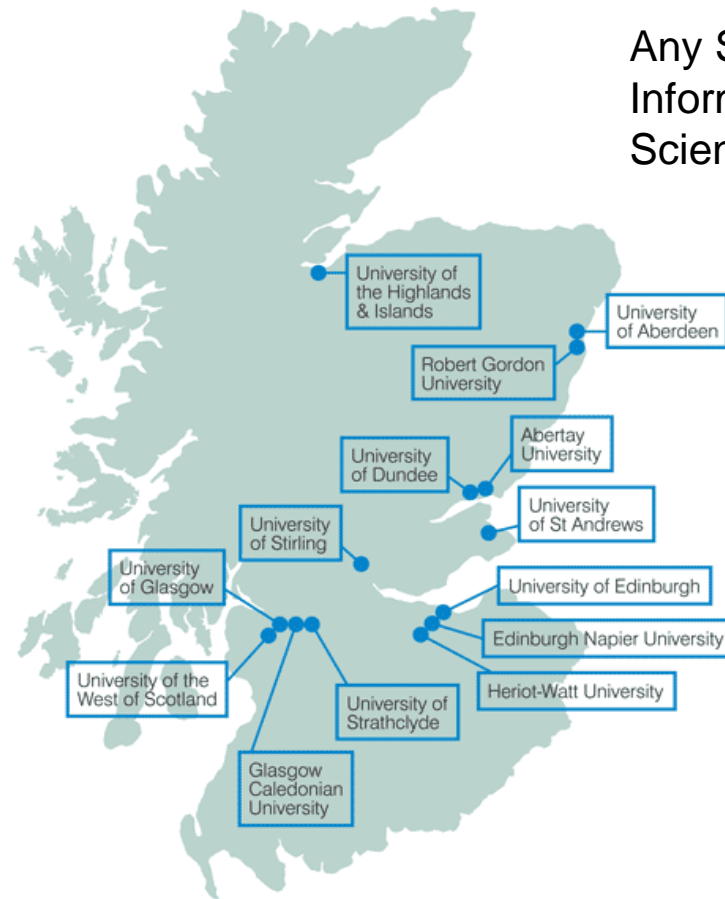 Any
Infor
Scien
University of
the Highlands
& Islands
University
of Aberdeen
Robert Gordon
University
Abertay
University
University
of Dundee
University
of St Andrews
University
of Stirling
University
of Glasgow
University of Edinburgh
Edinburgh Napier University
University of the
West of Scotland
Heriot-Watt University
University of
Strathclyde
Glasgow
Caledonian
University